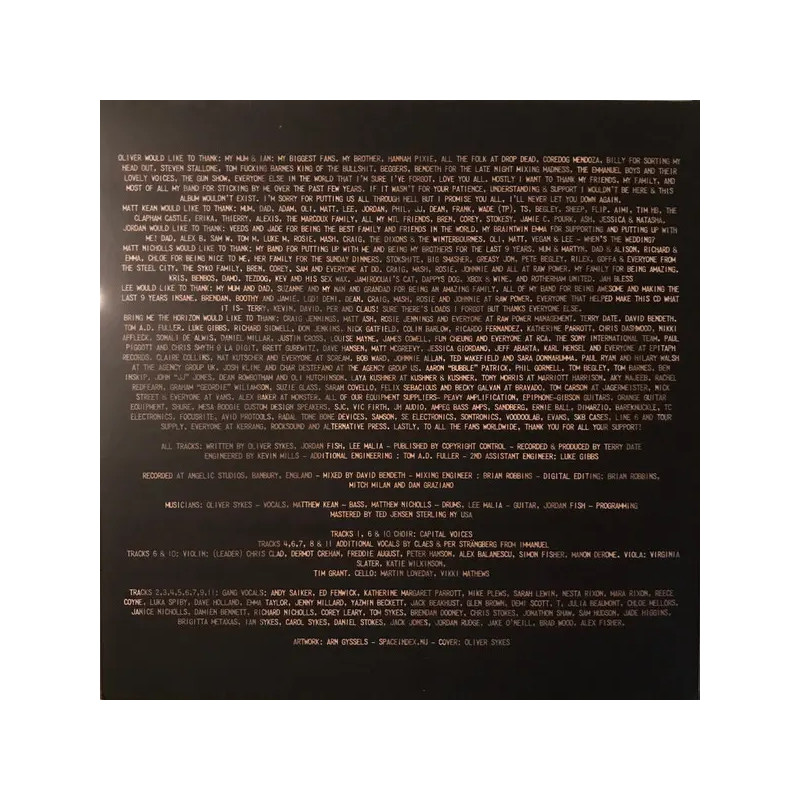 OLIVER WOULD LIKE TO THANK: MY MUM & IAN: MY BIGGEST FANS. MY BROTHER, HANNAH PIXIE, ALL THE FOLK AT DROP DEAD, COREDOG MENDOZA, BILLY FOR SORTING MY
HEAD OUT, STEVEN STALLONE, TOM FUCKING BARNES KING OF THE BULLSHIT, BEGGERS, BENDETH FOR THE LATE NIGHT MIXING MADNESS, THE EMMANUEL BOYS AND THEIR
LOVELY VOICES, THE GUN SHOW, EVERYONE ELSE IN THE WORLD THAT I'M SURE I'VE FORGOT, LOVE YOU ALL. MOSTLY I WANT TO THANK MY FRIENDS, MY FAMILY, AND
MOST OF ALL MY BAND FOR STICKING BY ME OVER THE PAST FEW YEARS. IF IT WASN'T FOR YOUR PATIENCE, UNDERSTANDING & SUPPORT I WOULDN'T BE HERE & THIS
ALBUM WOULDN'T EXIST. I'M SORRY FOR PUTTING US ALL THROUGH HELL BUT I PROMISE YOU ALL, I'LL NEVER LET YOU DOWN AGAIN.
MATT KEAN WOULD LIKE TO THANK: MUM, DAD, ADAM, OLI, MATT, LEE, JORDAN, PHIL, JJ, DEAN, FRANK, WADE (TP), TS, BEGLEY, SHEEP, FLIP, AIMI, TIM HB, THE
CLAPHAM CASTLE, ERIKA, THIERRY, ALEXIS, THE MARCOUX FAMILY, ALL MY MTL FRIENDS, BREN, COREY, STOKESY, JAMIE C, POURK, ASH, JESSICA & NATASHA.
JORDAN WOULD LIKE TO THANK: VEEDS AND JADE FOR BEING THE BEST FAMILY AND FRIENDS IN THE WORLD. MY BRAINTWIN EMMA FOR SUPPORTING AND PUTTING UP WITH
ME! DAD, ALEX B, SAM W, TOM M, LUKE M, ROSIE, MASH, CRAIG, THE DIXONS & THE WINTERBOURNES, OLI, MATT, VEGAN & LEE - WHEN'S THE WEDDING?
MATT NICHOLLS WOULD LIKE TO THANK: MY BAND FOR PUTTING UP WITH ME AND BEING MY BROTHERS FOR THE LAST 9 YEARS. MUM & MARTYN, DAD & ALISON, RICHARD &
EMMA, CHLOE FOR BEING NICE TO ME, HER FAMILY FOR THE SUNDAY DINNERS. STOKSHITE, BIG SMASHER, GREASY JON, PETE BEGLEY, RILEX, GOFFA & EVERYONE FROM
THE STEEL CITY. THE SYKO FAMILY, BREN, COREY, SAM AND EVERYONE AT DD. CRAIG, MASH, ROSIE, JOHNNIE AND ALL AT RAW POWER. MY FAMILY FOR BEING AMAZING.
KRIS, BENBOS, DAMO, TEZDOG, KEV AND HIS SEX WAX, JAMIROQUAI'S CAT, DAPPYS DOG, XBOX & WINE. AND ROTHERHAM UNITED. JAH BLESS
LEE WOULD LIKE TO THANK: MY MUM AND DAD, SUZANNE AND MY NAN AND GRANDAD FOR BEING AN AMAZING FAMILY. ALL OF MY BAND FOR BEING AWESOME AND MAKING THE
LAST 9 YEARS INSANE. BRENDAN, BOOTHY AND JAMIE. LGD! DENI, DEAN, CRAIG, MASH, ROSIE AND JOHNNIE AT RAW POWER. EVERYONE THAT HELPED MAKE THIS CD WHAT
IT IS- TERRY, KEVIN, DAVID, PER AND CLAUS! SURE THERE'S LOADS I FORGOT BUT THANKS EVERYONE ELSE.
BRING ME THE HORIZON WOULD LIKE TO THANK: CRAIG JENNINGS, MATT ASH, ROSIE JENNINGS AND EVERYONE AT RAW POWER MANAGEMENT. TERRY DATE, DAVID BENDETH,
TOM A.D. FULLER, LUKE GIBBS, RICHARD BIGWELL, DON JENKINS, NICK GATFIELD, COLIN BARLOW, RICARDO FERNANDEZ, KATHERINE PARROTT, CHRIS DASHWOOD, NIKKI
AFFLECK, SOMALI DE ALWIS, DANIEL MILLAR, JUSTIN CROSS, LOUISE MAYNE, JAMES COWELL, FUN CHEUNG AND EVERYONE AT RCA. THE SONY INTERNATIONAL TEAM, PAUL
PIGGOTT AND CHRIS SMYTH @ LA DIGIT. BRETT GUREWITZ, DAVE HANSEN, MATT MCGREEVY, JESSICA GIORDANO, JEFF ABARTA, KARL HENSEL AND EVERYONE AT EPITAPH
RECORDS. CLAIRE COLLINS, MAT KUTSCHER AND EVERYONE AT SCREAM. BOB WARD, JOHNNIE ALLAN, TED WAKEFIELD AND SARA DONNARUMMA. PAUL RYAN AND HILARY WALSH
AT THE AGENCY GROUP UK. JOSH KLINE AND CHAR DESTEFANO AT THE AGENCY GROUP US. AARON "BUBBLE" PATRICK, PHIL GORNELL, TOM BEGLEY, TOM BARNES, BEN
INSKIP, JOHN "JJ" JONES, DEAN ROWBOTHAM AND OLI HUTCHINSON. LAYA KUSHNER AT KUSHNER & KUSHNER. TONY MORRIS AT MARRIOTT HARRISON, AKY NAJEEB, RACHEL
REDFEARN, GRAHAM "GEORDIE" WILLIAMSON, SUZIE GLASS, SARAH COVELLO, FELIX SEBACIOUS AND BECKY GALVAN AT BRAVADO, TOM CARSON AT JAGERMEISTER, NICK
STREET & EVERYONE AT VANS, ALEX BAKER AT MONSTER. ALL OF OUR EQUIPMENT SUPPLIERS- PEAVY AMPLIFICATION, EPIPHONE-GIBSON GUITARS, ORANGE GUITAR
EQUIPMENT, SHURE, MESA BOOGIE CUSTOM DESIGN SPEAKERS, SJC, VIC FIRTH, JH AUDIO, AMPEG BASS AMPS, SANDBERG, ERNIE BALL, DIMARZIO, BAREKNUCKLE, TC
ELECTRONICS, FOCUSRITE, AVID PROTOOLS, RADAL TONE BONE DEVICES, SAMSON, SE ELECTRONICS, SONTRONICS, VOODOOLAB, EVANS, SKB CASES, LINE 6 AND TOUR
SUPPLY. EVERYONE AT KERRANG, ROCKSOUND AND ALTERNATIVE PRESS. LASTLY, TO ALL THE FANS WORLDWIDE, THANK YOU FOR ALL YOUR SUPPORT!
ALL TRACKS: WRITTEN BY OLIVER SYKES, JORDAN FISH, LEE MALIA - PUBLISHED BY COPYRIGHT CONTROL - RECORDED & PRODUCED BY TERRY DATE
ENGINEERED BY KEVIN MILLS - ADDITIONAL ENGINEERING : TOM A.D. FULLER - 2ND ASSISTANT ENGINEER: LUKE GIBBS
RECORDED AT ANGELIC STUDIOS, BANBURY, ENGLAND - MIXED BY DAVID BENDETH - MIXING ENGINEER : BRIAN ROBBINS - DIGITAL EDITING: BRIAN ROBBINS,
MITCH MILAN AND DAN GRAZIANO
MUSICIANS: OLIVER SYKES - VOCALS, MATTHEW KEAN - BASS, MATTHEW NICHOLLS - DRUMS, LEE MALIA - GUITAR, JORDAN FISH - PROGRAMMING
MASTERED BY TED JENSEN STERLING NY USA
TRACKS 1, 6 & 10 CHOIR: CAPITAL VOICES
TRACKS 4,6,7, 8 & 11 ADDITIONAL VOCALS BY CLAES & PER STRANGBERG FROM IMMANUEL
TRACKS 6 & 10: VIOLIN: (LEADER) CHRIS CLAD, DERMOT CREHAN, FREDDIE AUGUST, PETER HANSON, ALEX BALANESCU, SIMON FISHER, MANON DEROME, VIOLA: VIRGINIA
SLATER, KATIE WILKINSON,
TIM GRANT, CELLO: MARTIN LOVEDAY, VIKKI MATHEWS
TRACKS 2,3,4,5,6,7,9,11: GANG VOCALS: ANDY SAIKER, ED FENWICK, KATHERINE MARGARET PARROTT, MIKE PLEWS, SARAH LEWIN, NESTA RIXON, MARA RIXON, REECE
COYNE, LUKA SPIBY, DAVE HOLLAND, EMMA TAYLOR, JENNY MILLARD, YAZMIN BECKETT, JACK BEAKHUST, GLEN BROWN, DEMI SCOTT, T, JULIA BEAUMONT, CHLOE MELLORS,
JANICE NICHOLLS, DAMIEN BENNETT, RICHARD NICHOLLS, COREY LEARY, TOM SYKES, BRENDAN DOONEY, CHRIS STOKES, JONATHON SHAW, SAM HUDSON, JADE HIGGINS,
BRIGITTA METAXAS, IAN SYKES, CAROL SYKES, DANIEL STOKES, JACK JONES, JORDAN RUDGE, JAKE O'NEILL, BRAD WOOD, ALEX FISHER.
ARTWORK: ARN GYSSELS - SPACEINDEX.NU - COVER: OLIVER SYKES